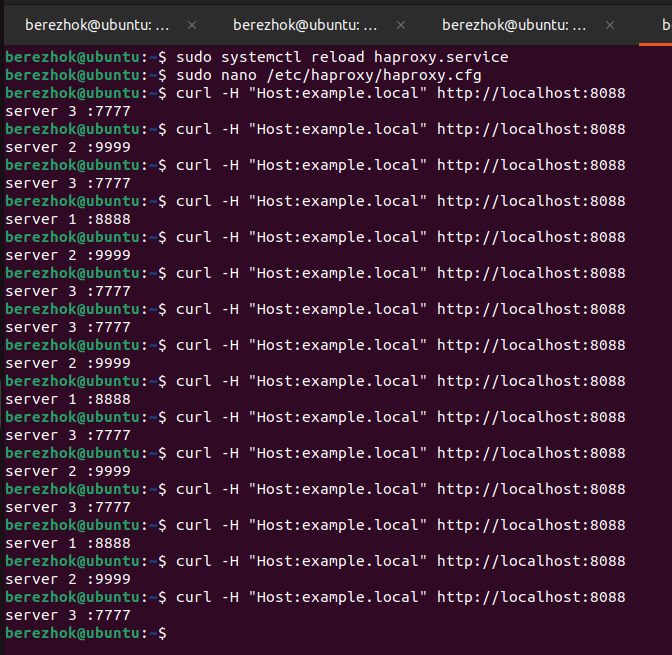 berezhok@ubuntu: ... × berezhok@ubuntu: ... × berezhok@ubuntu: ... × b
berezhok@ubuntu:~$ sudo systemctl reload haproxy.service
berezhok@ubuntu:~$ sudo nano /etc/haproxy/haproxy.cfg
berezhok@ubuntu:~$ curl -H "Host:example.local" http://localhost:8088
server 3 :7777
berezhok@ubuntu:~$ curl -H "Host:example.local" http://localhost:8088
server 2 :9999
berezhok@ubuntu:~$ curl -H "Host:example.local" http://localhost:8088
server 3 :7777
berezhok@ubuntu:~$ curl -H "Host:example.local" http://localhost:8088
server 1 :8888
berezhok@ubuntu:~$ curl -H "Host:example.local" http://localhost:8088
server 2 :9999
berezhok@ubuntu:~$ curl -H "Host:example.local" http://localhost:8088
server 3 :7777
berezhok@ubuntu:~$ curl -H "Host:example.local" http://localhost:8088
server 3 :7777
berezhok@ubuntu:~$ curl -H "Host:example.local" http://localhost:8088
server 2 :9999
berezhok@ubuntu:~$ curl -H "Host:example.local" http://localhost:8088
server 1 :8888
berezhok@ubuntu:~$ curl -H "Host:example.local" http://localhost:8088
server 3 :7777
berezhok@ubuntu:~$ curl -H "Host:example.local" http://localhost:8088
server 2 :9999
berezhok@ubuntu:~$ curl -H "Host:example.local" http://localhost:8088
server 3 :7777
berezhok@ubuntu:~$ curl -H "Host:example.local" http://localhost:8088
server 1 :8888
berezhok@ubuntu:~$ curl -H "Host:example.local" http://localhost:8088
server 2 :9999
berezhok@ubuntu:~$ curl -H "Host:example.local" http://localhost:8088
server 3 :7777
berezhok@ubuntu:~$